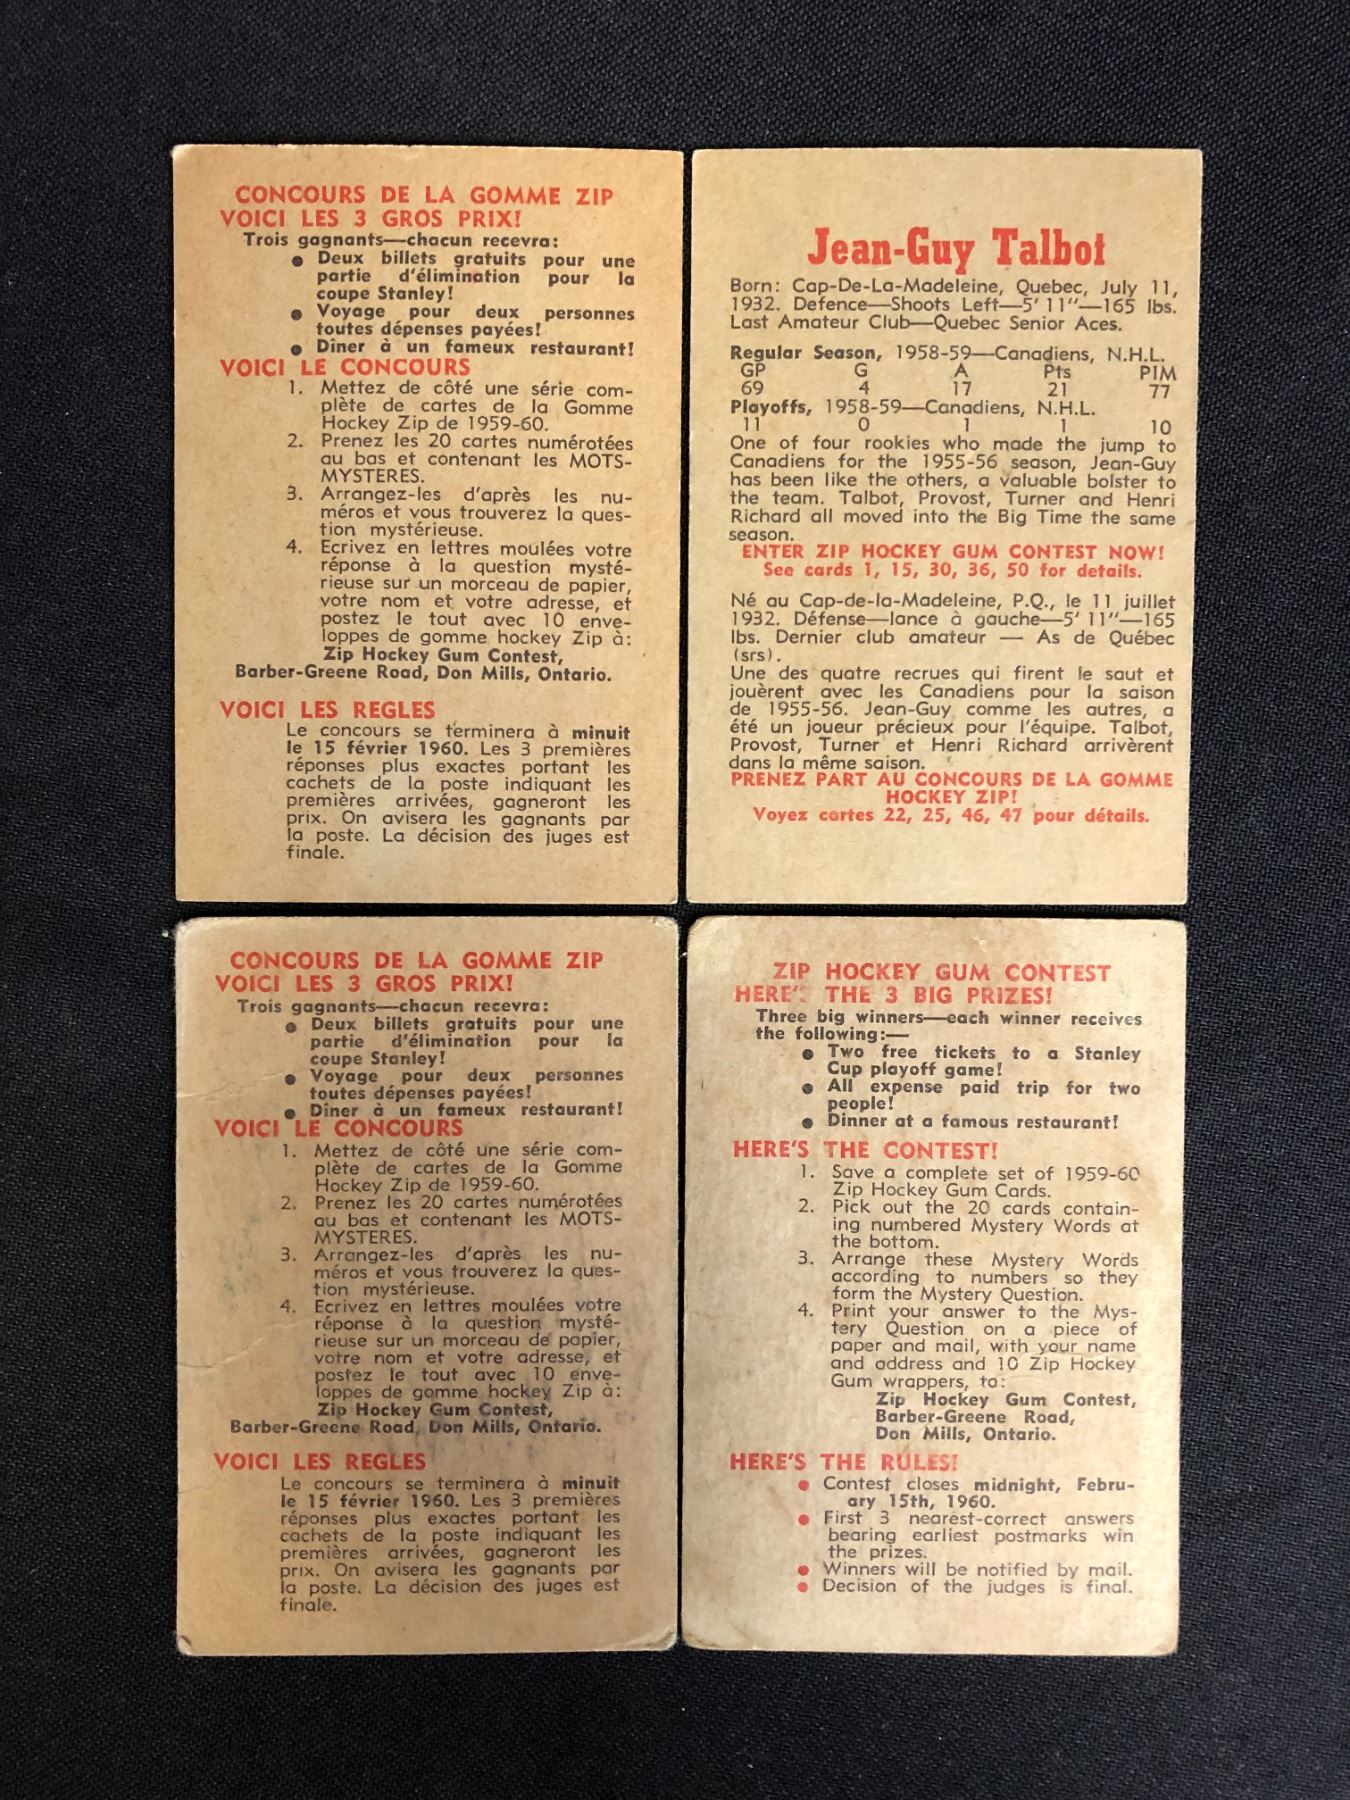 CONCOURS DE LA GOMME ZIP
VOICI LES 3 GROS PRIX!
Trois gagnants—chacun recevra:
● Deux billets gratuits pour une
partie d'élimination pour la
coupe Stanley!
● Voyage pour deux personnes
toutes dépenses payées!
● Dîner à un fameux restaurant!
VOICI LE CONCOURS
1. Mettez de côté une série com-
plète de cartes de la Gomme
Hockey Zip de 1959-60.
2. Prenez les 20 cartes numérotées
au bas et contenant les MOTS-
MYSTERES.
3. Arrangez-les d'après les nu-
méros et vous trouverez la ques-
tion mystérieuse.
4. Ecrivez en lettres moulées votre
réponse à la question mysté-
rieuse sur un morceau de papier,
votre nom et votre adresse, et
postez le tout avec 10 enve-
loppes de gomme hockey Zip à:
Zip Hockey Gum Contest,
Barber-Greene Road, Don Mills, Ontario.
VOICI LES REGLES
Le concours se terminera à minuit
le 15 février 1960. Les 3 premières
réponses plus exactes portant les
cachets de la poste indiquant les
premières arrivées, gagneront les
prix. On avisera les gagnants par
la poste. La décision des juges est
finale.
Jean-Guy Talbot
Born: Cap-De-La-Madeleine, Quebec, July 11,
1932. Defence—Shoots Left—5' 11"—165 lbs.
Last Amateur Club—Quebec Senior Aces.
Regular Season, 1958-59—Canadiens, N.H.L.
GP G A Pts PIM
69 4 17 21 77
Playoffs, 1958-59—Canadiens, N.H.L.
11 0 1 1 10
One of four rookies who made the jump to
Canadiens for the 1955-56 season, Jean-Guy
has been like the others, a valuable bolster to
the team. Talbot, Provost, Turner and Henri
Richard all moved into the Big Time the same
season.
ENTER ZIP HOCKEY GUM CONTEST NOW!
See cards 1, 15, 30, 36, 50 for details.
Né au Cap-de-la-Madeleine, P.Q., le 11 juillet
1932. Défense—lance à gauche—5' 11"—165
lbs. Dernier club amateur — As de Québec
(srs).
Une des quatre recrues qui firent le saut et
jouèrent avec les Canadiens pour la saison
de 1955-56. Jean-Guy comme les autres, a
été un joueur précieux pour l'équipe. Talbot,
Provost, Turner et Henri Richard arrivèrent
dans la même saison.
PRENEZ PART AU CONCOURS DE LA GOMME
HOCKEY ZIP!
Voyez cartes 22, 25, 46, 47 pour détails.
CONCOURS DE LA GOMME ZIP
VOICI LES 3 GROS PRIX!
Trois gagnants—chacun recevra:
● Deux billets gratuits pour une
partie d'élimination pour la
coupe Stanley!
● Voyage pour deux personnes
toutes dépenses payées!
● Dîner à un fameux restaurant!
VOICI LE CONCOURS
1. Mettez de côté une série com-
plète de cartes de la Gomme
Hockey Zip de 1959-60.
2. Prenez les 20 cartes numérotées
au bas et contenant les MOTS-
MYSTERES.
3. Arrangez-les d'après les nu-
méros et vous trouverez la ques-
tion mystérieuse.
4. Ecrivez en lettres moulées votre
réponse à la question mysté-
rieuse sur un morceau de papier,
votre nom et votre adresse, et
postez le tout avec 10 enve-
loppes de gomme hockey Zip à:
Zip Hockey Gum Contest,
Barber-Greene Road, Don Mills, Ontario.
VOICI LES REGLES
Le concours se terminera à minuit
le 15 février 1960. Les 3 premières
réponses plus exactes portant les
cachets de la poste indiquant les
premières arrivées, gagneront les
prix. On avisera les gagnants par
la poste. La décision des juges est
finale.
ZIP HOCKEY GUM CONTEST
HERE'S THE 3 BIG PRIZES!
Three big winners—each winner receives
the following:—
● Two free tickets to a Stanley
Cup playoff game!
● All expense paid trip for two
people!
● Dinner at a famous restaurant!
HERE'S THE CONTEST!
1. Save a complete set of 1959-60
Zip Hockey Gum Cards.
2. Pick out the 20 cards contain-
ing numbered Mystery Words at
the bottom.
3. Arrange these Mystery Words
according to numbers so they
form the Mystery Question.
4. Print your answer to the Mys-
tery Question on a piece of
paper and mail, with your name
and address and 10 Zip Hockey
Gum wrappers, to:
Zip Hockey Gum Contest,
Barber-Greene Road,
Don Mills, Ontario.
HERE'S THE RULES!
● Contest closes midnight, Febru-
ary 15th, 1960.
● First 3 nearest-correct answers
bearing earliest postmarks win
the prizes.
● Winners will be notified by mail.
● Decision of the judges is final.